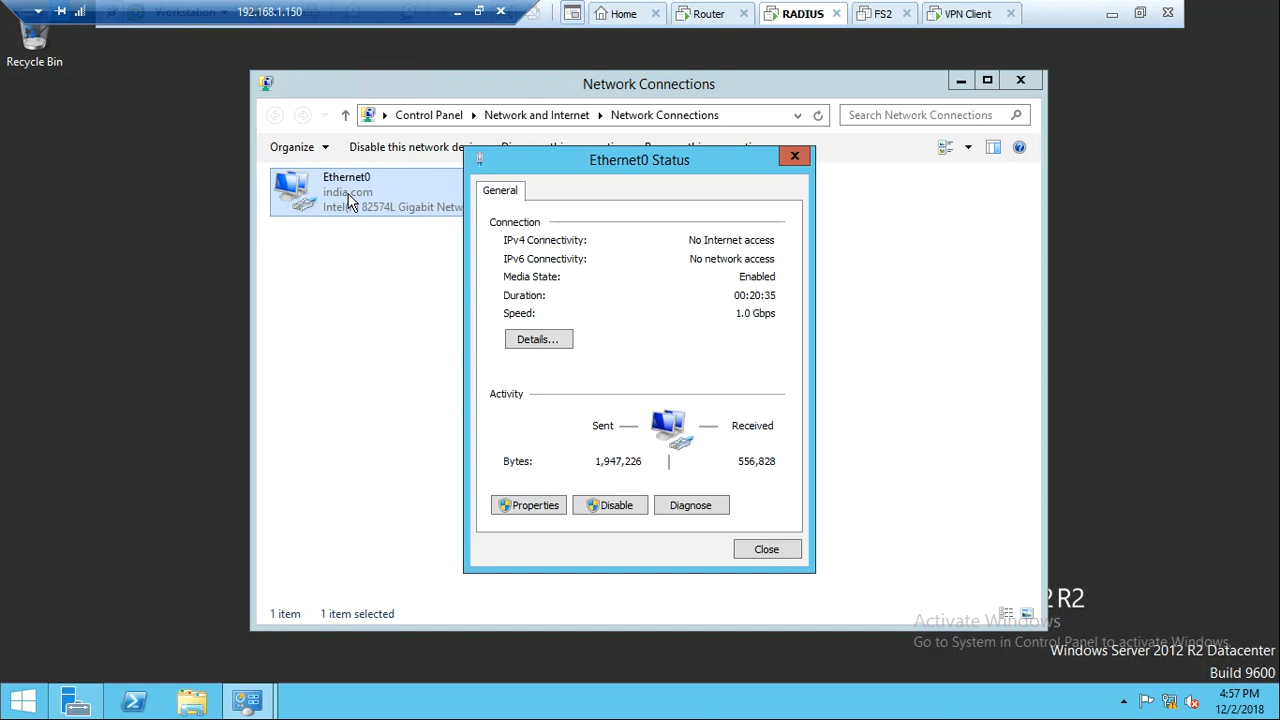 Workstation
192.168.1.150
Home
Router
RADIUS
FS2
VPN Client
Recycle Bin
Network Connections
Control Panel
Network and Internet
Network Connections
Search Network Connections
Organize
Disable this network
Ethernet0
india.com
82574L Gigabit
Ethernet0 Status
General
Connection
IPv4 Connectivity: No Internet access
IPv6 Connectivity: No network access
Media State: Enabled
Duration: 00:20:35
Speed: 1.0 Gbps
Details...
Activity
Sent
Received
Bytes: 1,947,226 556,828
Properties
Disable
Diagnose
Close
1 item
1 item selected
R2
Activate Windows
Go to System in Control Panel to activate Windows.
Windows Server 2012 R2 Datacenter
Build 9600
4:57 PM
12/2/2018